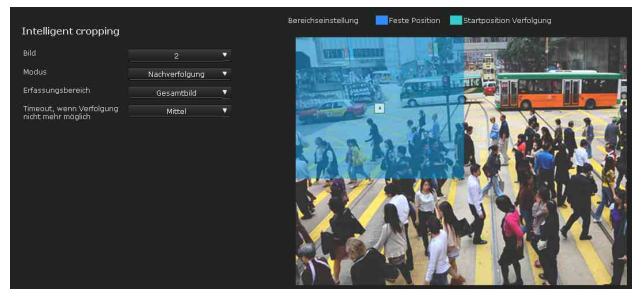 Intelligent cropping
Bild
2
Modus
Nachverfolgung
Erfassungsbereich
Gesamtbild
Timeout, wenn Verfolgung
nicht mehr möglich
Mittel
Bereichseinstellung
Feste Position
Startposition Verfolgung